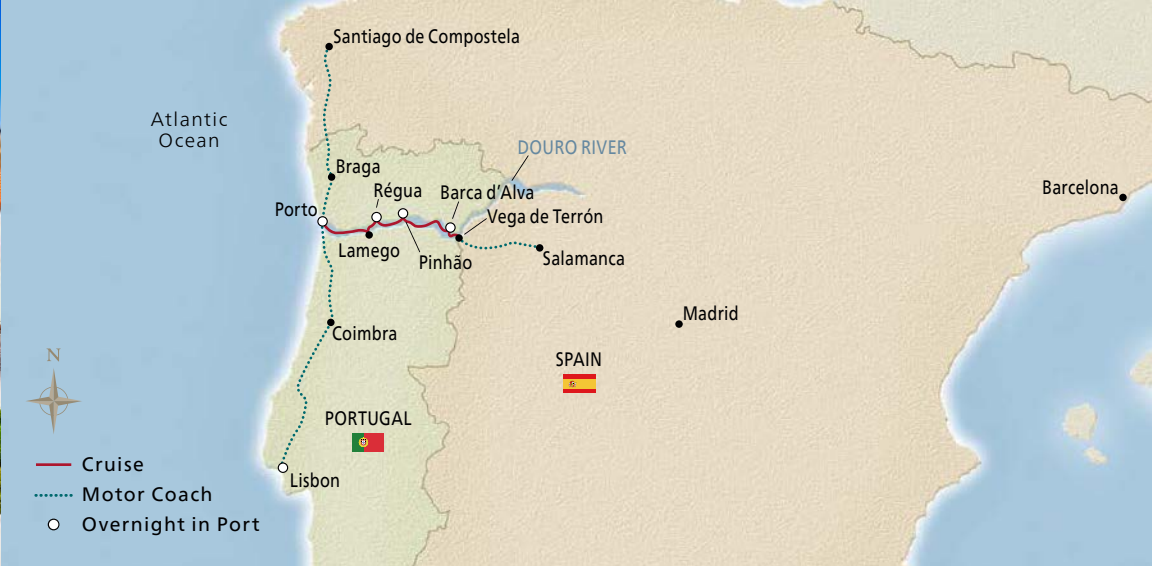 Santiago de Compostela
Atlantic
Ocean
DOURO RIVER
Braga
Régua
Barca d'Alva
Barcelona
Porto
Vega de Terrón
Lamego
Pinhão
Salamanca
Madrid
Coimbra
N
SPAIN
PORTUGAL
Cruise
Lisbon
Motor Coach
Overnight in Port